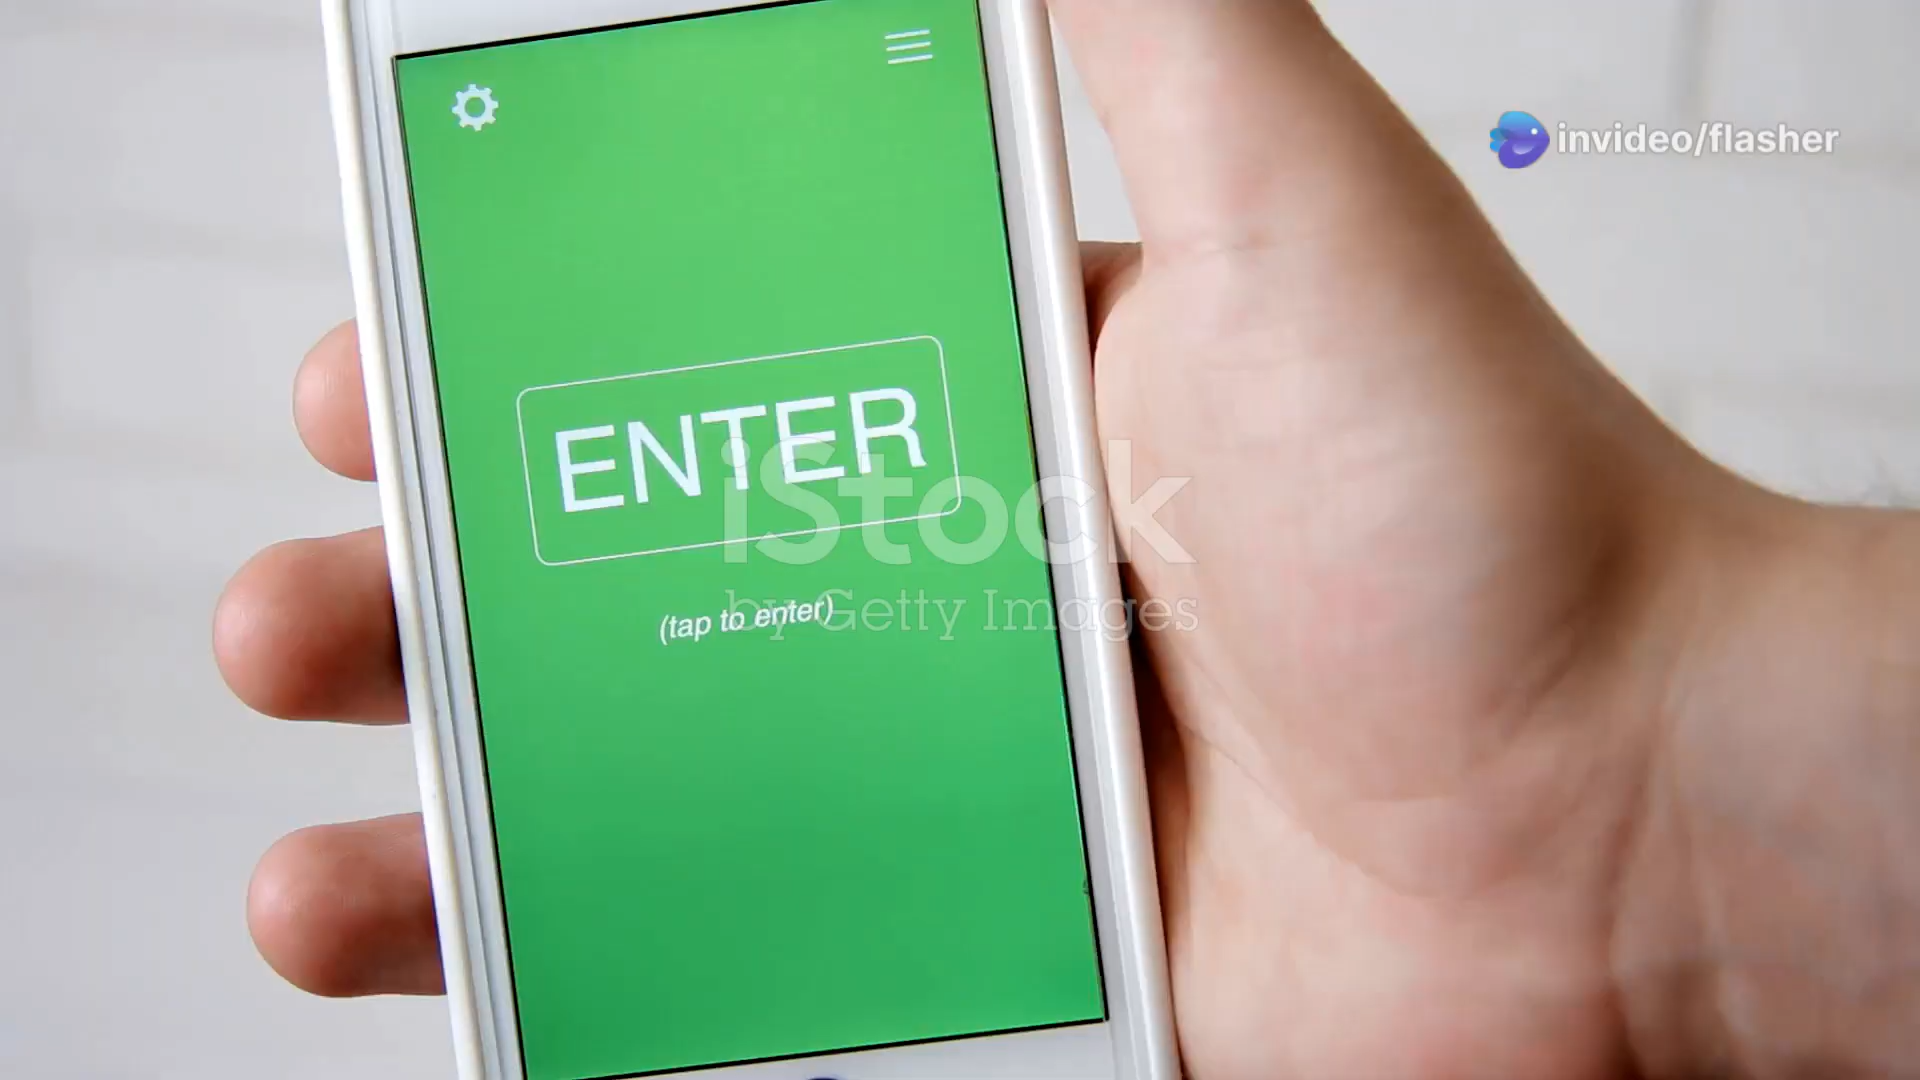 invideo/flasher
ENTER
iStock
by Getty Images
(tap to enter)